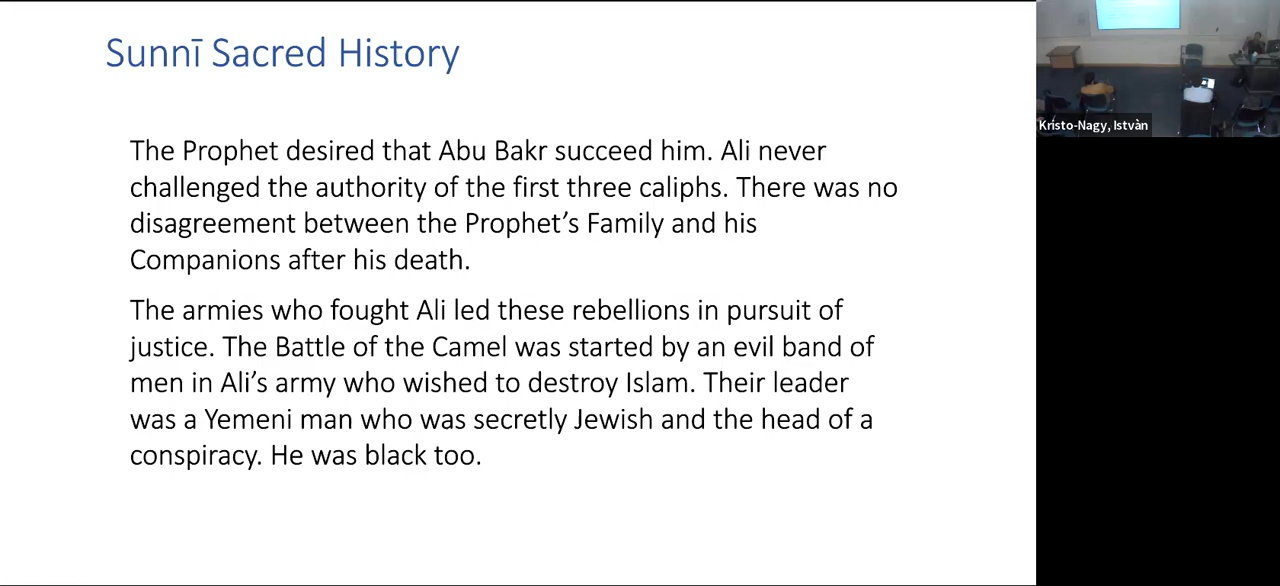 Sunnī Sacred History
The Prophet desired that Abu Bakr succeed him. Ali never
challenged the authority of the first three caliphs. There was no
disagreement between the Prophet’s Family and his
Companions after his death.
The armies who fought Ali led these rebellions in pursuit of
justice. The Battle of the Camel was started by an evil band of
men in Ali’s army who wished to destroy Islam. Their leader
was a Yemeni man who was secretly Jewish and the head of a
conspiracy. He was black too.
Kristo-Nagy, Istvàn